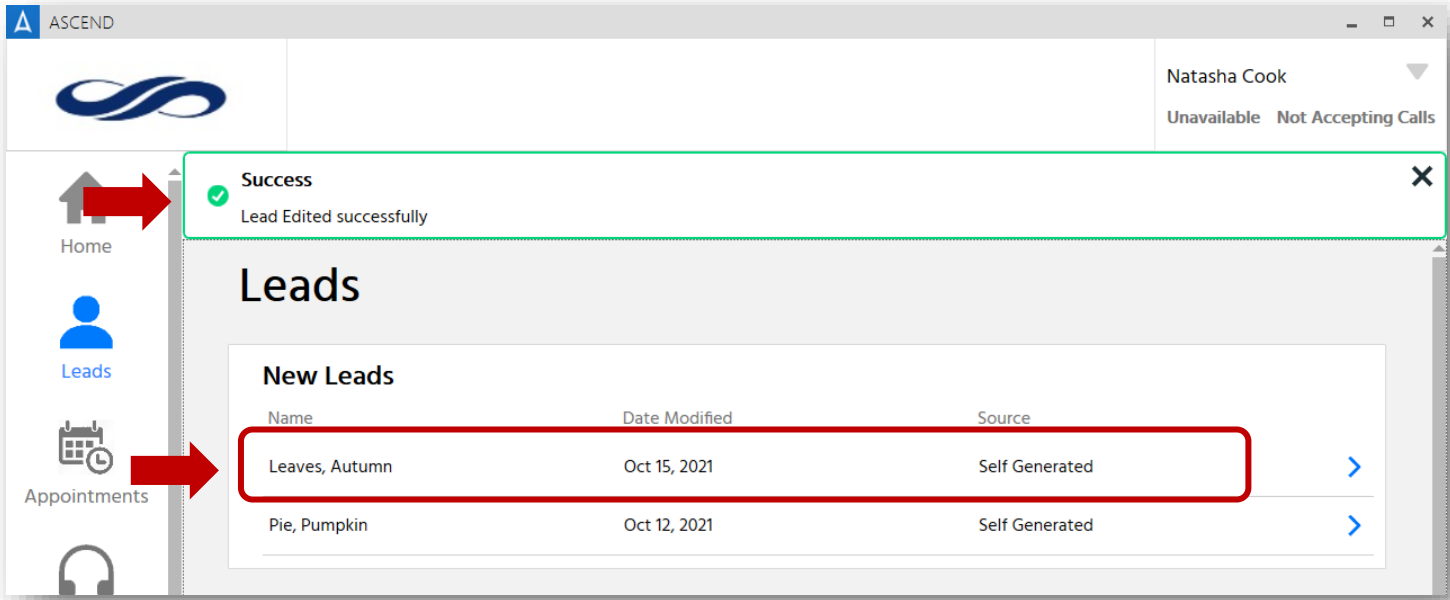 ASCEND
Natasha Cook
Unavailable Not Accepting Calls
Success
Lead Edited successfully
Home
Leads
Leads
New Leads
Name Date Modified Source
Leaves, Autumn Oct 15, 2021 Self Generated
Appointments
Pie, Pumpkin Oct 12, 2021 Self Generated